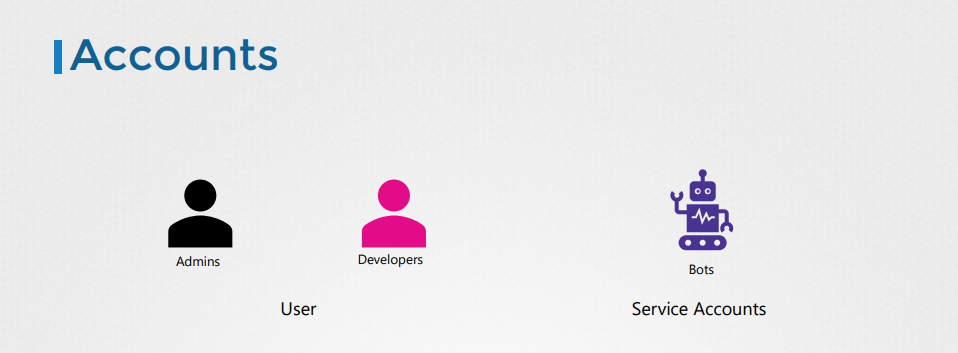 Accounts
Admins
Developers
Bots
User
Service Accounts